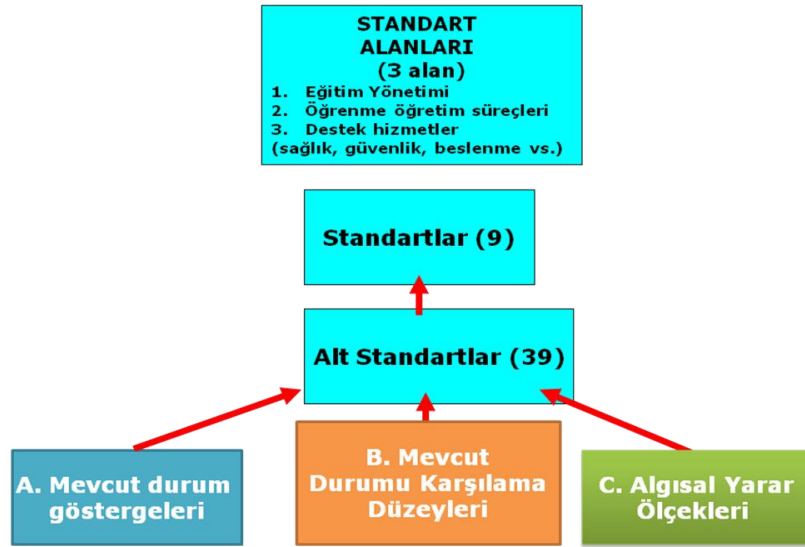 STANDART
ALANLARI
(3 alan)
1. Eğitim Yönetimi
2. Öğrenme öğretim süreçleri
3. Destek hizmetler
(sağlık, güvenlik, beslenme vs.)
Standartlar (9)
Alt Standartlar (39)
A. Mevcut durum
göstergeleri
B. Mevcut
Durumu Karşılama
Düzeyleri
C. Algısal Yarar
Ölçekleri